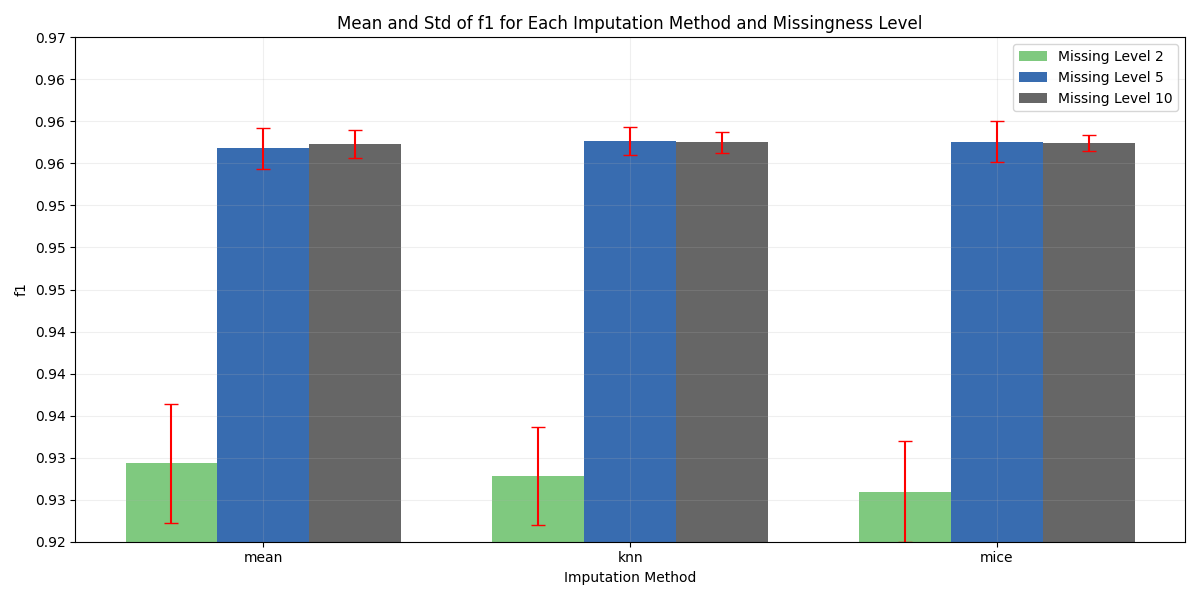 Mean and Std of f1 for Each Imputation Method and Missingness Level
Missing Level 2
Missing Level 5
Missing Level 10
0.97
0.96
0.96
0.96
0.95
0.95
0.95
0.94
0.94
0.94
0.93
0.93
0.92
f1
mean
knn
mice
Imputation Method